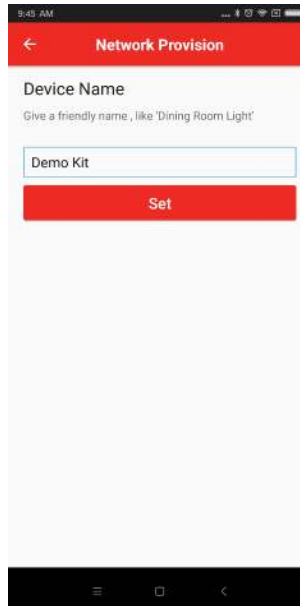 9:45 AM
Network Provision
Device Name
Give a friendly name , like 'Dining Room Light'
Demo Kit
Set